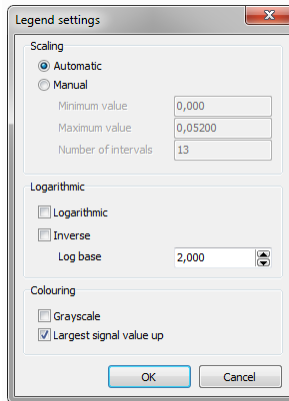 Legend settings
Scaling
Automatic
Manual
Minimum value 0,000
Maximum value 0,05200
Number of intervals 13
Logarithmic
Logarithmic
Inverse
Log base 2,000
Colouring
Grayscale
Largest signal value up
OK Cancel